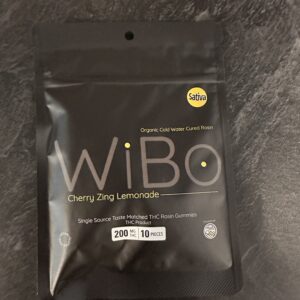 Sativa
Organic Cold Water Cured Rosin
WiBo
Cherry Zing Lemonade
Single Source Taste Matched THC Rosin Gummies
THC Product
200 MG 10 PIECES